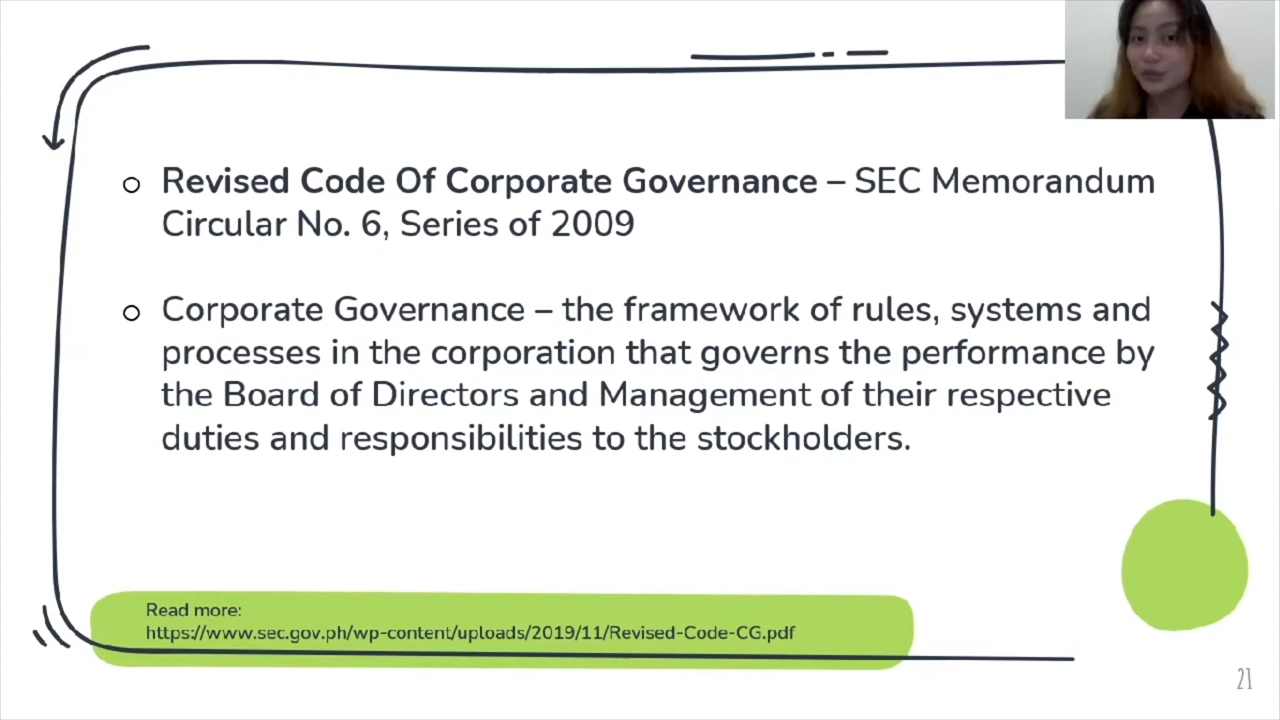 Revised Code Of Corporate Governance – SEC Memorandum
Circular No. 6, Series of 2009
Corporate Governance – the framework of rules, systems and
processes in the corporation that governs the performance by
the Board of Directors and Management of their respective
duties and responsibilities to the stockholders.
Read more:
https://www.sec.gov.ph/wp-content/uploads/2019/11/Revised-Code-CG.pdf
21